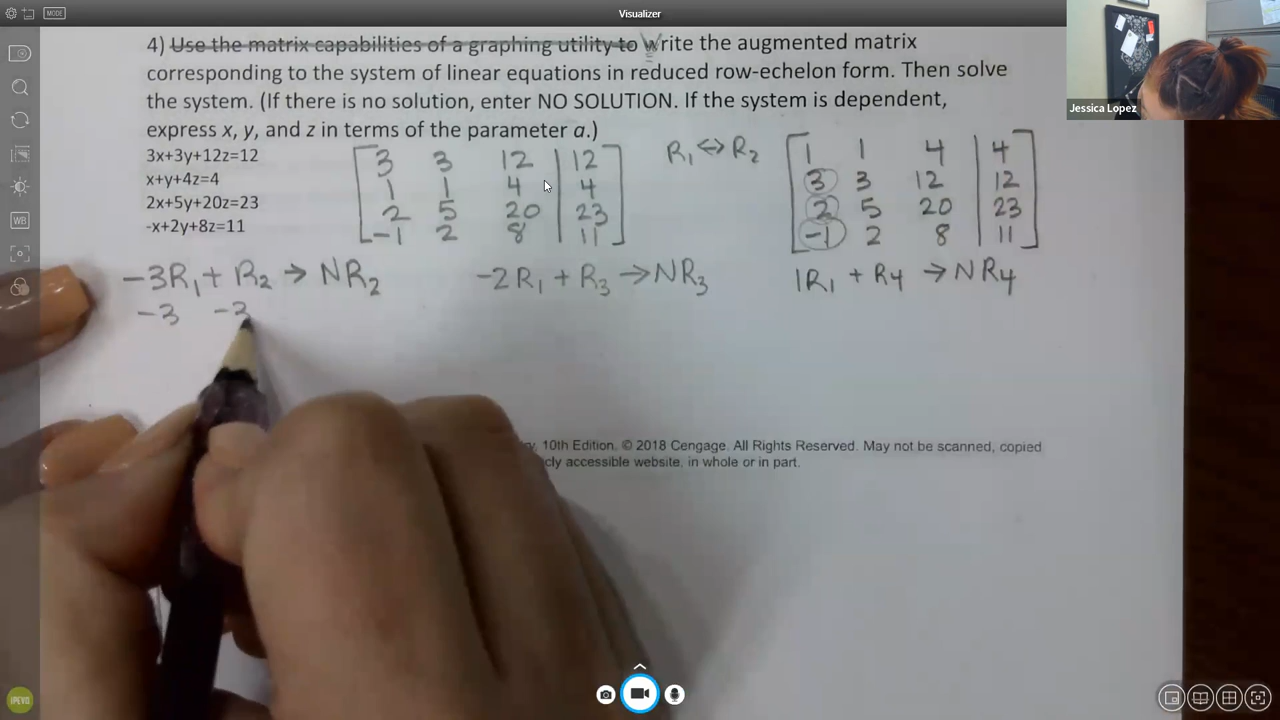 MODE
Visualizer
Jessica Lopez
WB
4) Use the matrix capabilities of a graphing utility to Write the augmented matrix
corresponding to the system of linear equations in reduced row-echelon form. Then solve
the system. (If there is no solution, enter NO SOLUTION. If the system is dependent,
express x, y, and z in terms of the parameter a.)
3x+3y+12z=12
x+y+4z=4
2x+5y+20z=23
-x+2y+8z=11
3 3 12 | 12
1 1 4 | 4
2 5 20 | 23
-1 2 8 | 11
R1 ↔ R2
1 1 4 | 4
3 3 12 | 12
2 5 20 | 23
-1 2 8 | 11
-3R1 + R2 → NR2
-3 -3
-2R1 + R3 → NR3
1R1 + R4 → NR4
10th Edition. © 2018 Cengage. All Rights Reserved. May not be scanned, copied
accessible website, in whole or in part.
IPEVO